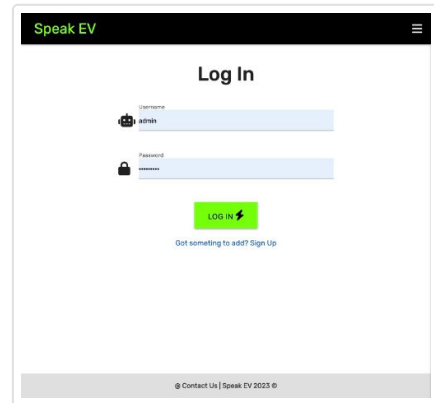 Speak EV
Log In
Username
admin
Password
LOG IN
Got someting to add? Sign Up
@ Contact Us | Speak EV 2023 ©